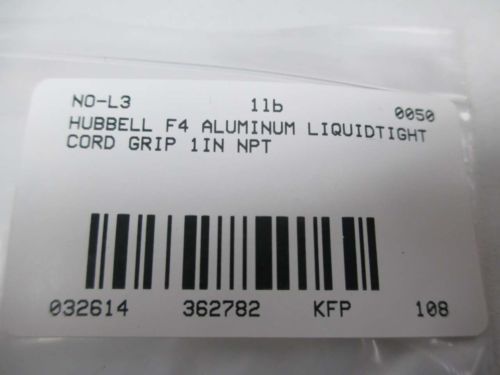 NO-L3 1lb 0050
HUBBELL F4 ALUMINUM LIQUIDTIGHT
CORD GRIP 1IN NPT
032614 362782 KFP 108